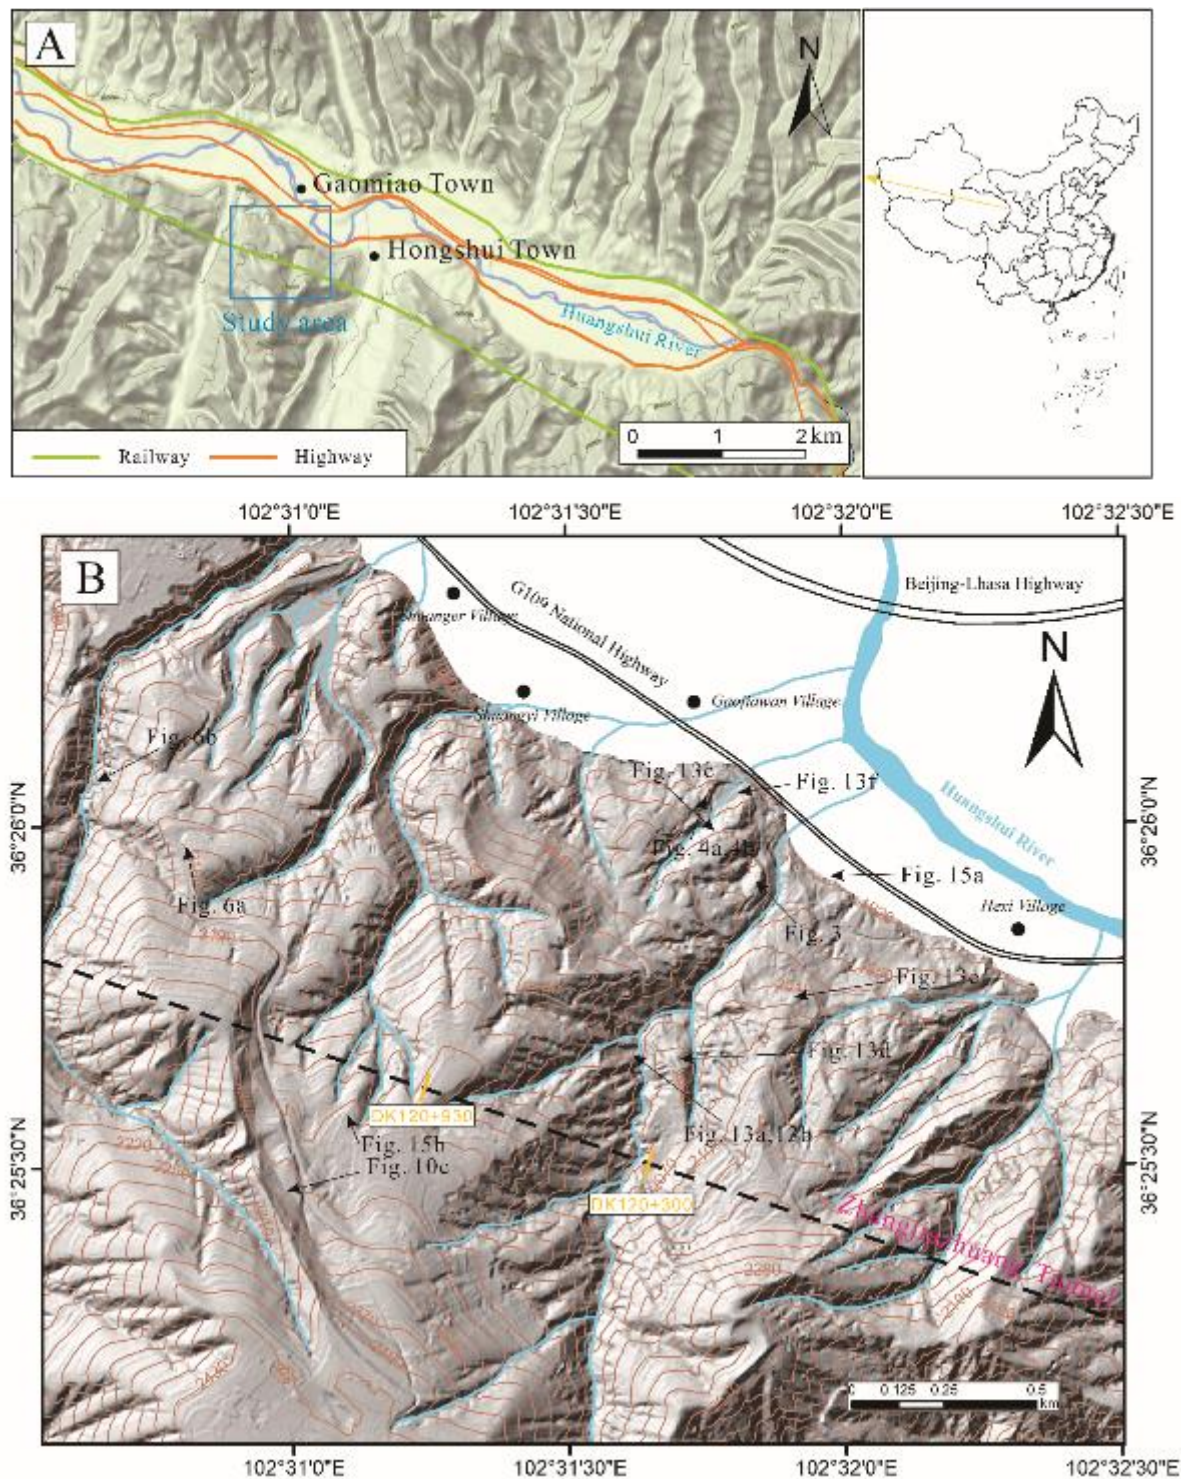 A
N
Gaomiao Town
Hongshui Town
Study area
Huangshui River
0 1 2 km
Railway
Highway
102°31'0"E
102°31'30"E
102°32'0"E
102°32'30"E
B
Beijing-Lhasa Highway
G109 National Highway
Village
N
Gaojiawan Village
Shuangyi Village
Fig. 6b
Fig. 13c
Fig. 13f
Huangshui River
36°26'0"N
36°26'0"N
Fig. 4a,4b
Fig. 15a
Fig. 6a
Hexi Village
Fig. 3
Fig. 13e
Fig. 13d
DK120+930
Fig. 13a,12b
Fig. 15b
Fig. 10c
36°25'30"N
36°25'30"N
2290
DK120+300
Tunnel
2290
2190
0 0.125 0.25 0.5
km
102°31'0"E
102°31'30"E
102°32'0"E
102°32'30"E